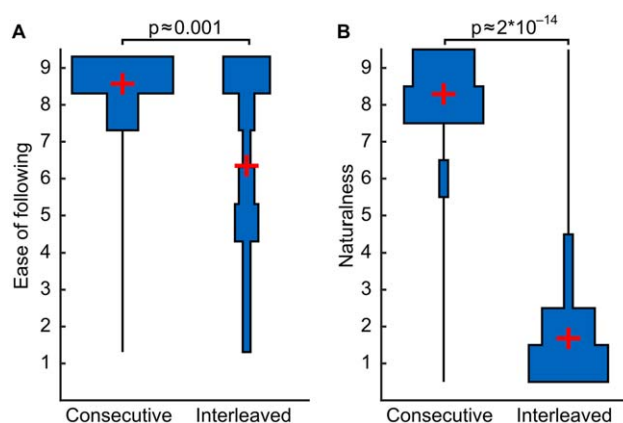 A
p≈0.001
Ease of following
9
8
7
6
5
4
3
2
1
Consecutive Interleaved
B
p≈2*10⁻¹⁴
Naturalness
9
8
7
6
5
4
3
2
1
Consecutive Interleaved